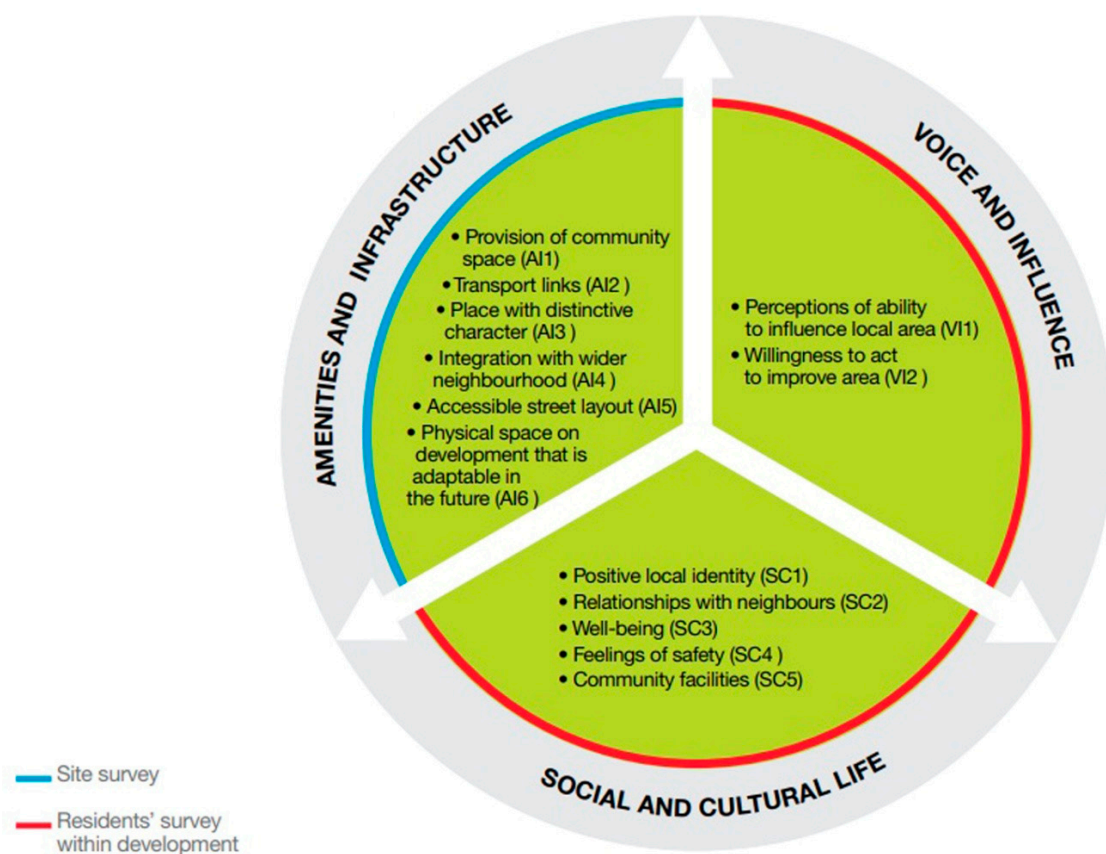 AMENITIES AND INFRASTRUCTURE
• Provision of community
space (AI1)
• Transport links (AI2 )
• Place with distinctive
character (AI3 )
• Integration with wider
neighbourhood (AI4 )
• Accessible street layout (AI5)
• Physical space on
development that is
adaptable in
the future (AI6 )
VOICE AND INFLUENCE
• Perceptions of ability
to influence local area (VI1)
• Willingness to act
to improve area (VI2 )
• Positive local identity (SC1)
• Relationships with neighbours (SC2)
• Well-being (SC3)
• Feelings of safety (SC4 )
• Community facilities (SC5)
SOCIAL AND CULTURAL LIFE
Site survey
Residents' survey
within development